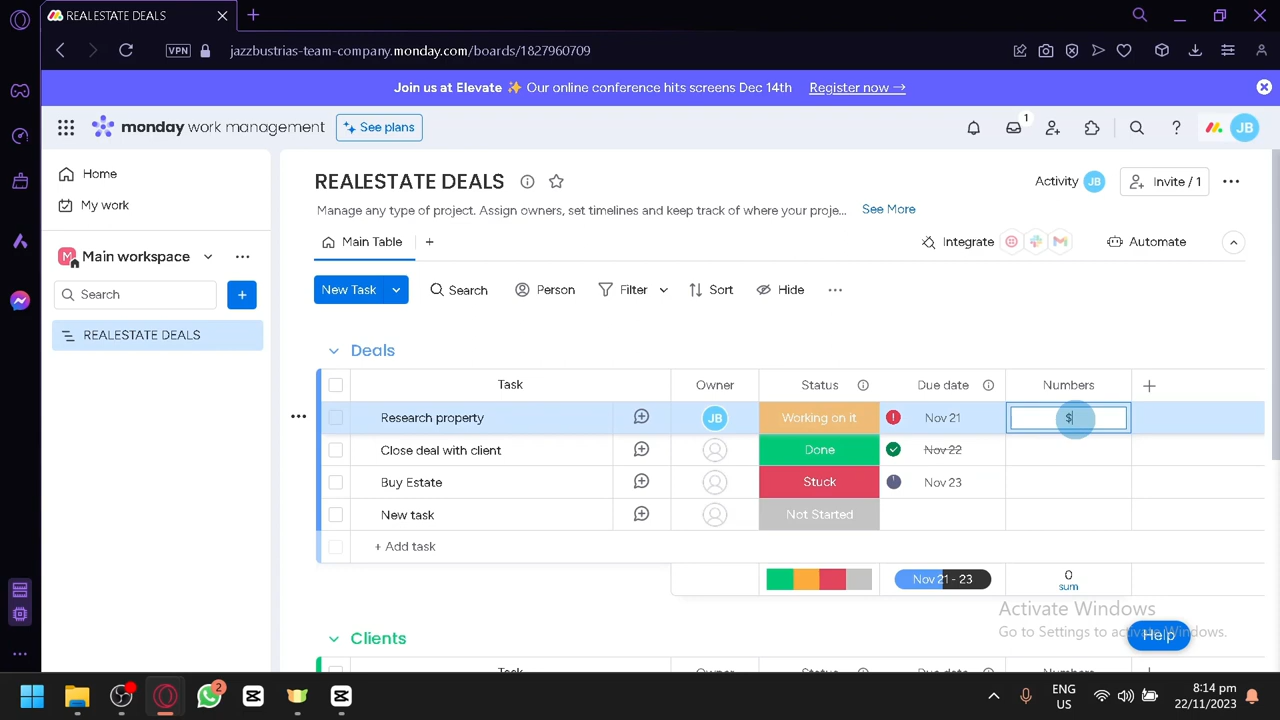 REALESTATE DEALS
VPN
jazzbustrias-team-company.monday.com/boards/1827960709
Join us at Elevate ✨ Our online conference hits screens Dec 14th Register now →
monday work management
See plans
1
JB
Home
My work
M Main workspace
Search
+
REALESTATE DEALS
REALESTATE DEALS
Activity JB
Invite / 1
Manage any type of project. Assign owners, set timelines and keep track of where your proje... See More
Main Table +
Integrate
Automate
New Task
Search
Person
Filter
Sort
Hide
Deals
Task Owner Status Due date Numbers +
Research property JB Working on it Nov 21 $
Close deal with client Done Nov 22
Buy Estate Stuck Nov 23
New task Not Started
+ Add task
Nov 21 - 23 0
sum
Activate Windows
Go to Settings to activate Windows.
Help
Clients
Task Owner Status Due date Numbers
2
ENG
US
8:14 pm
22/11/2023